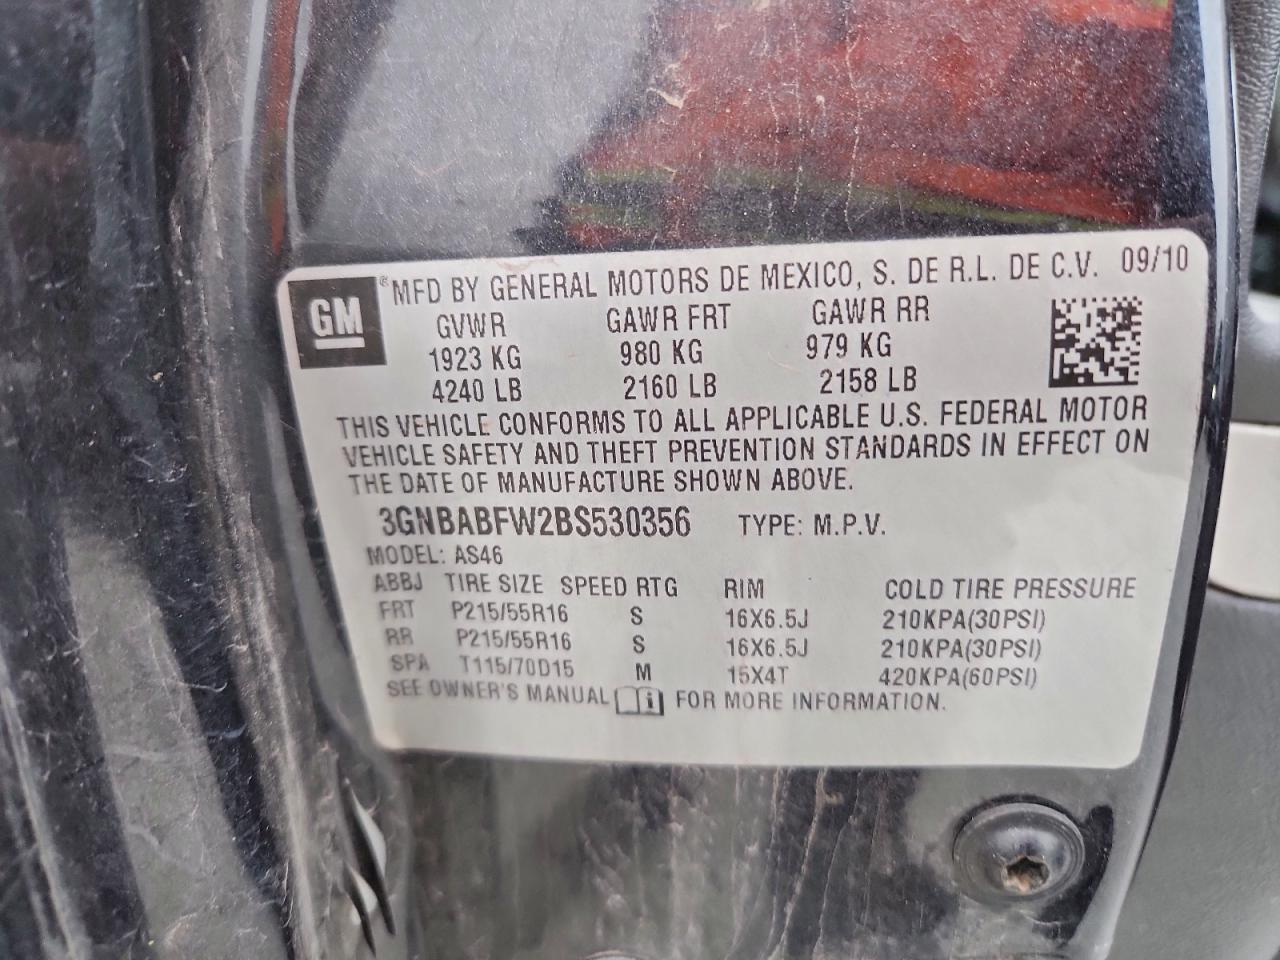 GM
® MFD BY GENERAL MOTORS DE MEXICO, S. DE R.L. DE C.V. 09/10
GVWR GAWR FRT GAWR RR
1923 KG 980 KG 979 KG
4240 LB 2160 LB 2158 LB
THIS VEHICLE CONFORMS TO ALL APPLICABLE U.S. FEDERAL MOTOR
VEHICLE SAFETY AND THEFT PREVENTION STANDARDS IN EFFECT ON
THE DATE OF MANUFACTURE SHOWN ABOVE.
3GNBABFW2BS530356 TYPE: M.P.V.
MODEL: AS46
ABBJ TIRE SIZE SPEED RTG RIM COLD TIRE PRESSURE
FRT P215/55R16 S 16X6.5J 210KPA(30PSI)
RR P215/55R16 S 16X6.5J 210KPA(30PSI)
SPA T115/70D15 M 15X4T 420KPA(60PSI)
SEE OWNER'S MANUAL i FOR MORE INFORMATION.